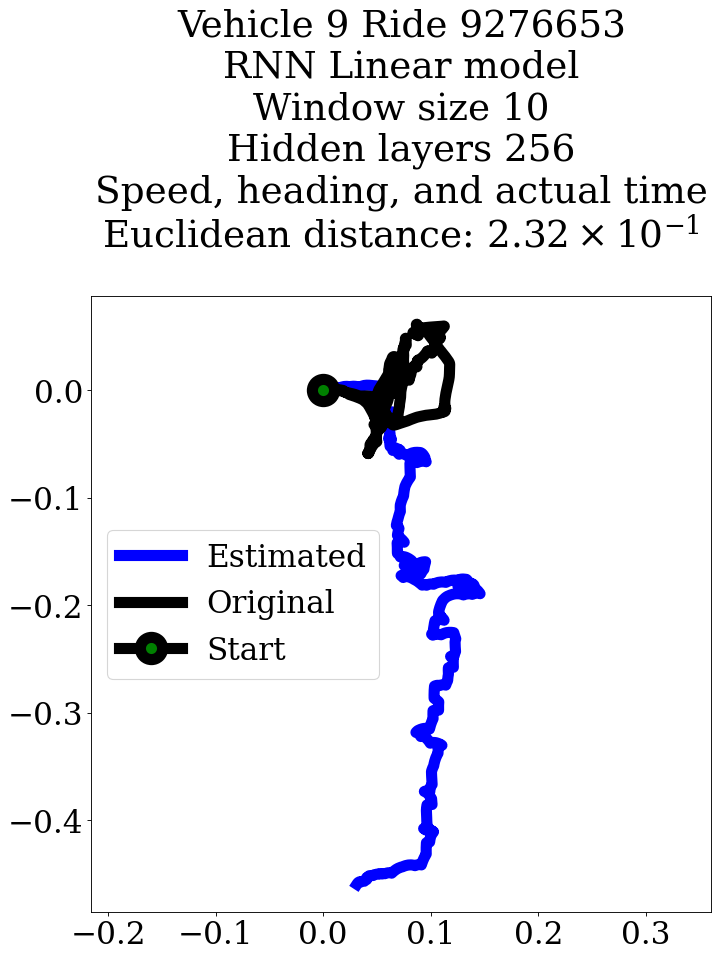 Vehicle 9 Ride 9276653
RNN Linear model
Window size 10
Hidden layers 256
Speed, heading, and actual time
Euclidean distance: 2.32 × 10⁻¹
0.0
−0.1
−0.2
−0.3
−0.4
Estimated
Original
Start
−0.2 −0.1 0.0 0.1 0.2 0.3